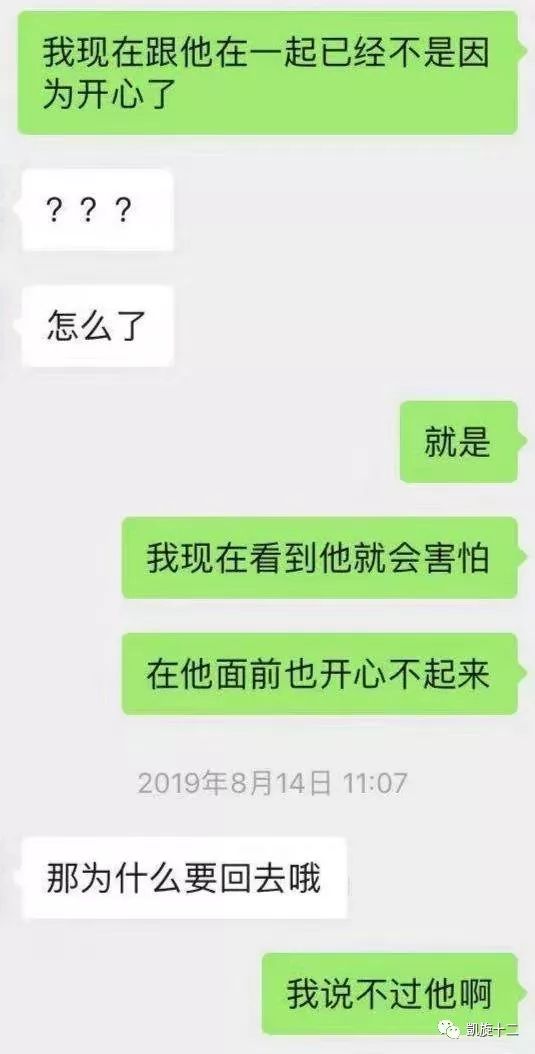 我现在跟他在一起已经不是因
为开心了
？？？
怎么了
就是
我现在看到他就会害怕
在他面前也开心不起来
2019年8月14日 11:07
那为什么要回去哦
我说不过他啊
凯旋十二